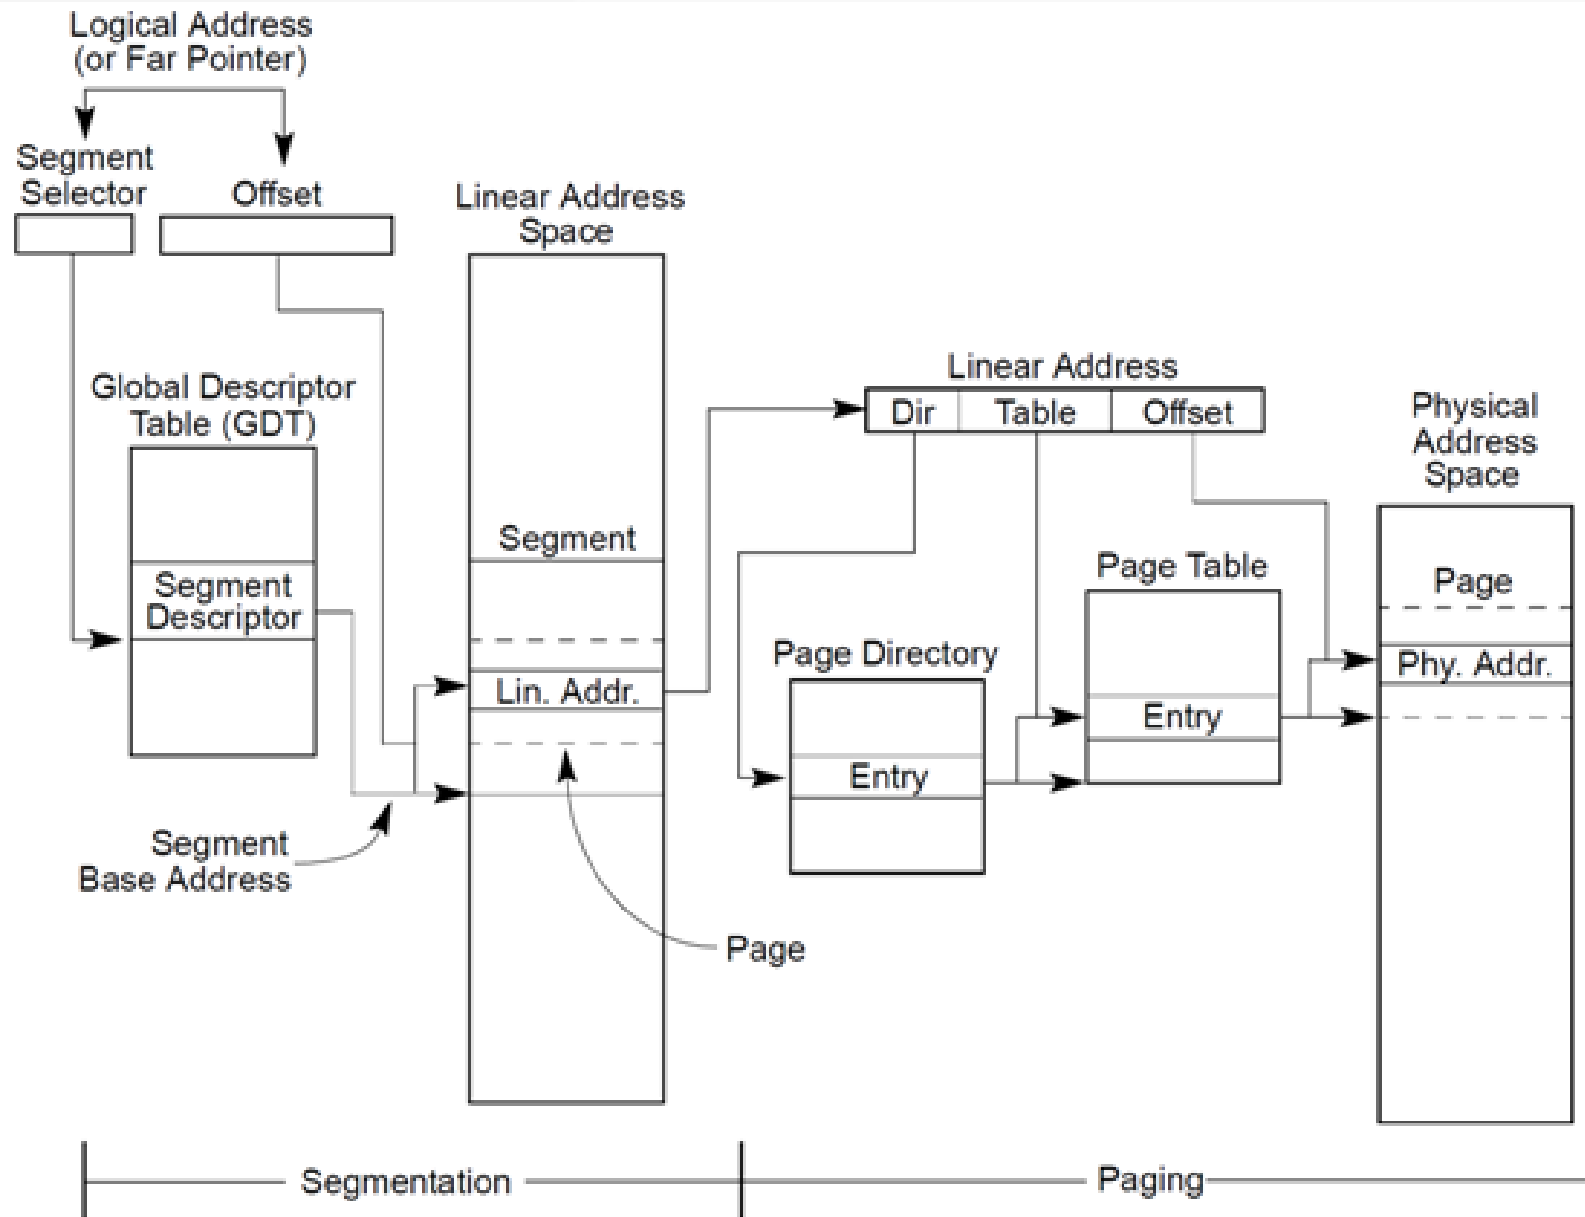 Logical Address
(or Far Pointer)
Segment
Selector
Offset
Linear Address
Space
Global Descriptor
Table (GDT)
Segment
Descriptor
Segment
Base Address
Segment
Lin. Addr.
Page
Linear Address
Dir
Table
Offset
Page Directory
Entry
Page Table
Entry
Physical
Address
Space
Page
Phy. Addr.
Segmentation
Paging